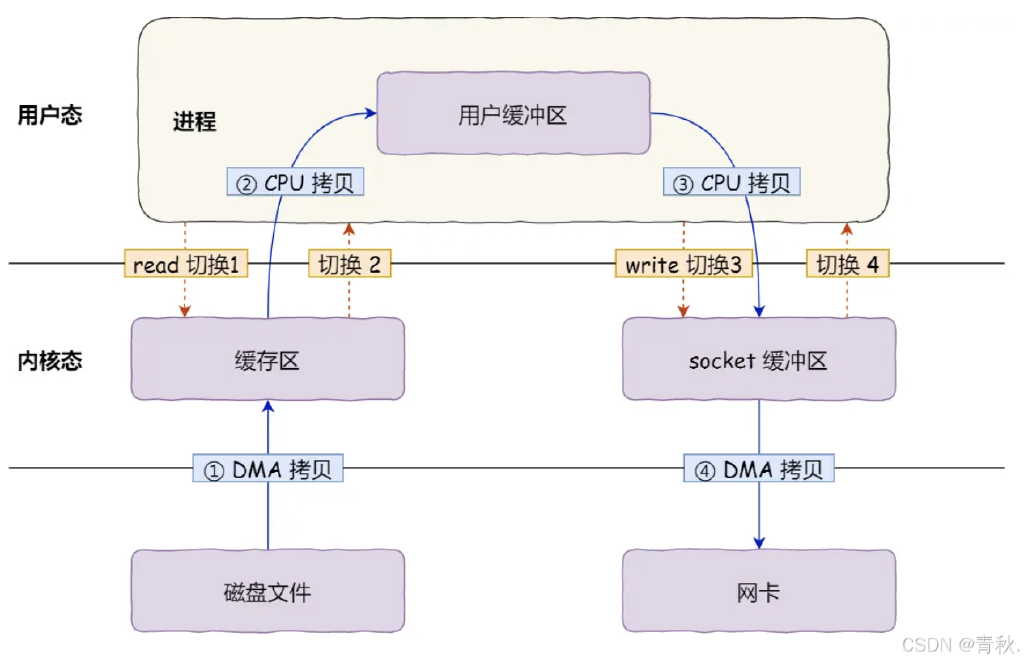 用户态
进程
用户缓冲区
② CPU 拷贝
③ CPU 拷贝
read 切换1
切换 2
write 切换3
切换 4
内核态
缓存区
socket 缓冲区
① DMA 拷贝
④ DMA 拷贝
磁盘文件
网卡
CSDN @青秋.